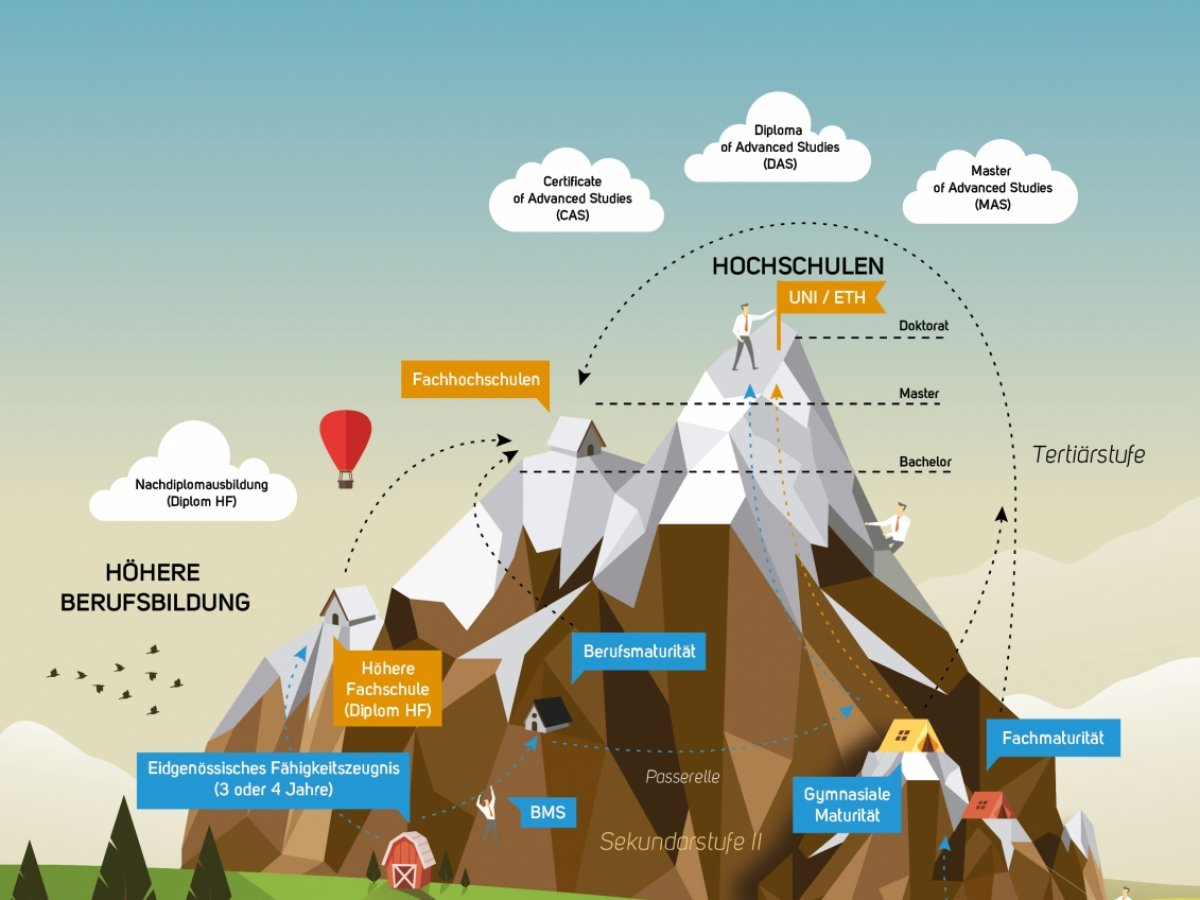 Diploma
of Advanced Studies
(DAS)
Certificate
of Advanced Studies
(CAS)
Master
of Advanced Studies
(MAS)
HOCHSCHULEN
UNI / ETH
Doktorat
Fachhochschulen
Master
Tertiärstufe
Bachelor
Nachdiplomausbildung
(Diplom HF)
HÖHERE
BERUFSBILDUNG
Berufsmaturität
Höhere
Fachschule
(Diplom HF)
Fachmaturität
Eidgenössisches Fähigkeitszeugnis
(3 oder 4 Jahre)
Passerelle
Gymnasiale
Maturität
BMS
Sekundarstufe II